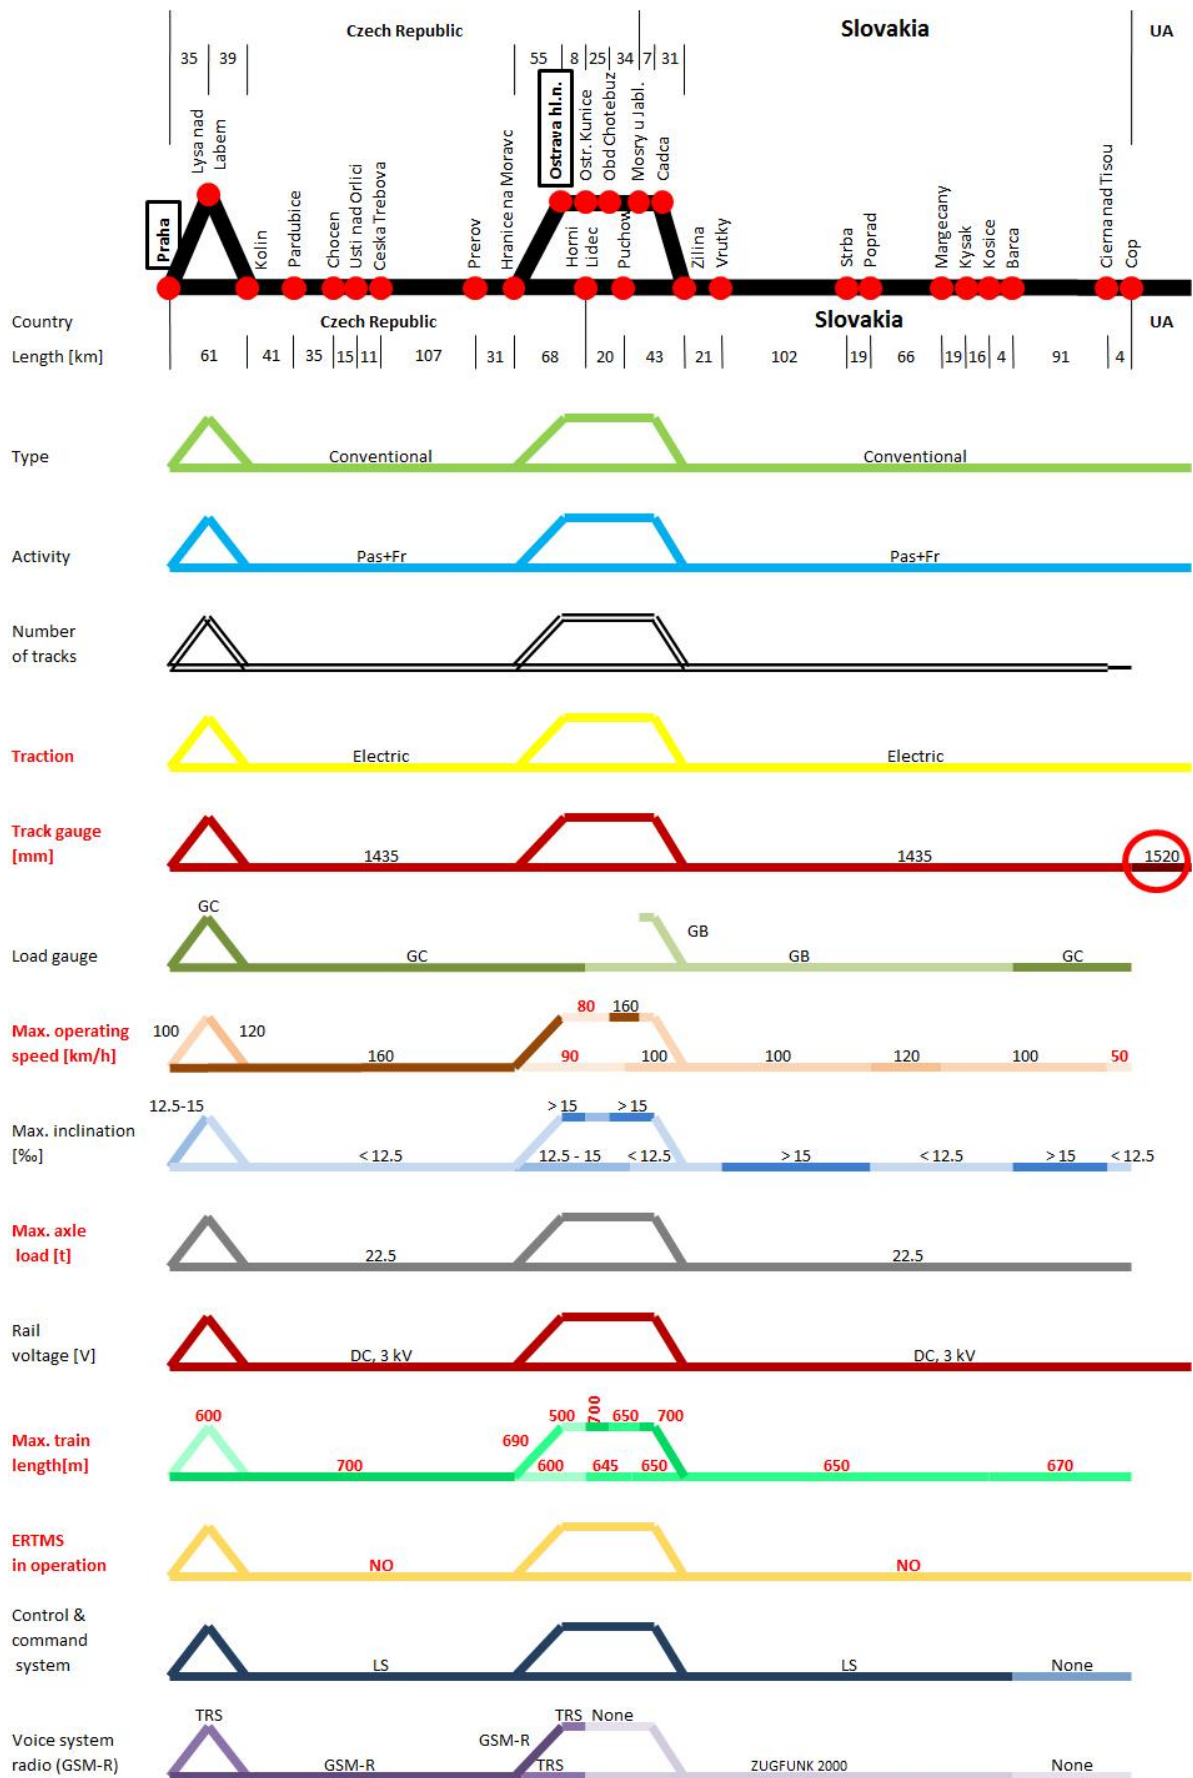 Czech Republic
Slovakia
UA
35 39 55 8 25 34 7 31
Lysa nad
Labem
Ostrava hl.n.
Ostr. Kunice
Obd Chotebuz
Mosry u Jabl.
Cadca
Praha
Kolin
Pardubice
Chocen
Usti nad Orlici
Ceska Trebova
Prerov
Hranice na Moravc
Horni
Lidec
Puchow
Zilina
Vrutky
Strba
Poprad
Margecany
Kysak
Kosice
Barca
Cierna nad Tisou
Cop
Country Czech Republic Slovakia UA
Length [km] 61 41 35 15 11 107 31 68 20 43 21 102 19 66 19 16 4 91 4
Type Conventional Conventional
Activity Pas+Fr Pas+Fr
Number
of tracks
Traction Electric Electric
Track gauge
[mm] 1435 1435 1520
GC
GB
Load gauge GC GB GC
80 160
Max. operating 100 120
speed [km/h] 160 90 100 100 120 100 50
12.5-15 > 15 > 15
Max. inclination
[‰] < 12.5 12.5 - 15 < 12.5 > 15 < 12.5 > 15 < 12.5
Max. axle
load [t] 22.5 22.5
Rail
voltage [V] DC, 3 kV DC, 3 kV
600 500 700 650 700
Max. train 690
length[m] 700 600 645 650 650 670
ERTMS
in operation NO NO
Control &
command
system LS LS None
TRS TRS None
Voice system GSM-R
radio (GSM-R) GSM-R TRS ZUGFUNK 2000 None